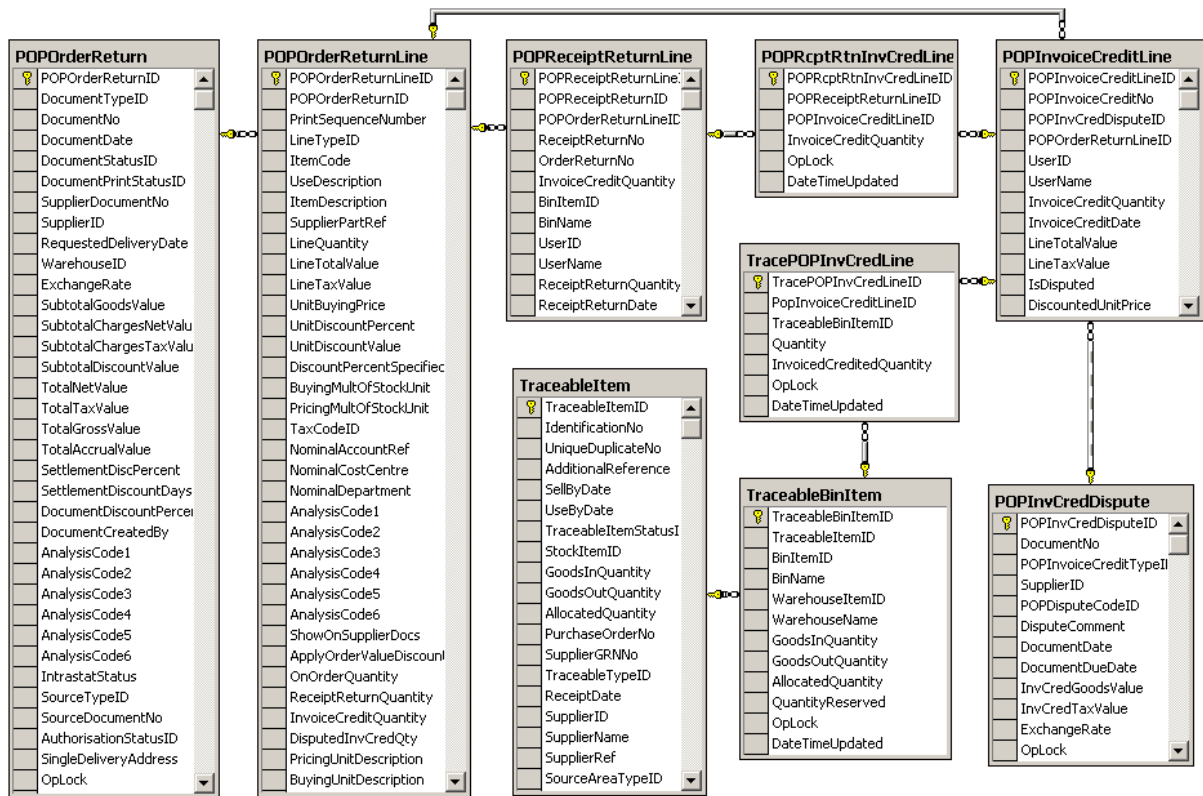 POPOrderReturn
POPOrderReturnID
DocumentTypeID
DocumentNo
DocumentDate
DocumentStatusID
DocumentPrintStatusID
SupplierDocumentNo
SupplierID
RequestedDeliveryDate
WarehouseID
ExchangeRate
SubtotalGoodsValue
SubtotalChargesNetValu
SubtotalChargesTaxValu
SubtotalDiscountValue
TotalNetValue
TotalTaxValue
TotalGrossValue
TotalAccrualValue
SettlementDiscPercent
SettlementDiscountDays
DocumentDiscountPercer
DocumentCreatedBy
AnalysisCode1
AnalysisCode2
AnalysisCode3
AnalysisCode4
AnalysisCode5
AnalysisCode6
IntrastatStatus
SourceTypeID
SourceDocumentNo
AuthorisationStatusID
SingleDeliveryAddress
OpLock
POPOrderReturnLine
POPOrderReturnLineID
POPOrderReturnID
PrintSequenceNumber
LineTypeID
ItemCode
UseDescription
ItemDescription
SupplierPartRef
LineQuantity
LineTotalValue
LineTaxValue
UnitBuyingPrice
UnitDiscountPercent
UnitDiscountValue
DiscountPercentSpecified
BuyingMultOfStockUnit
PricingMultOfStockUnit
TaxCodeID
NominalAccountRef
NominalCostCentre
NominalDepartment
AnalysisCode1
AnalysisCode2
AnalysisCode3
AnalysisCode4
AnalysisCode5
AnalysisCode6
ShowOnSupplierDocs
ApplyOrderValueDiscount
OnOrderQuantity
ReceiptReturnQuantity
InvoiceCreditQuantity
DisputedInvCredQty
PricingUnitDescription
BuyingUnitDescription
POPReceiptReturnLine
POPReceiptReturnLineI
POPReceiptReturnID
POPOrderReturnLineID
ReceiptReturnNo
OrderReturnNo
InvoiceCreditQuantity
BinItemID
BinName
UserID
UserName
ReceiptReturnQuantity
ReceiptReturnDate
POPRcptRtnInvCredLine
POPRcptRtnInvCredLineID
POPReceiptReturnLineID
POPInvoiceCreditLineID
InvoiceCreditQuantity
OpLock
DateTimeUpdated
POPInvoiceCreditLine
POPInvoiceCreditLineID
POPInvoiceCreditNo
POPInvCredDisputeID
POPOrderReturnLineID
UserID
UserName
InvoiceCreditQuantity
InvoiceCreditDate
LineTotalValue
LineTaxValue
IsDisputed
DiscountedUnitPrice
TracePOPInvCredLine
TracePOPInvCredLineID
PopInvoiceCreditLineID
TraceableBinItemID
Quantity
InvoicedCreditedQuantity
OpLock
DateTimeUpdated
TraceableItem
TraceableItemID
IdentificationNo
UniqueDuplicateNo
AdditionalReference
SellByDate
UseByDate
TraceableItemStatusI
StockItemID
GoodsInQuantity
GoodsOutQuantity
AllocatedQuantity
PurchaseOrderNo
SupplierGRNNo
TraceableTypeID
ReceiptDate
SupplierID
SupplierName
SupplierRef
SourceAreaTypeID
TraceableBinItem
TraceableBinItemID
TraceableItemID
BinItemID
BinName
WarehouseItemID
WarehouseName
GoodsInQuantity
GoodsOutQuantity
AllocatedQuantity
QuantityReserved
OpLock
DateTimeUpdated
POPInvCredDispute
POPInvCredDisputeID
DocumentNo
POPInvoiceCreditTypeI
SupplierID
POPDisputeCodeID
DisputeComment
DocumentDate
DocumentDueDate
InvCredGoodsValue
InvCredTaxValue
ExchangeRate
OpLock